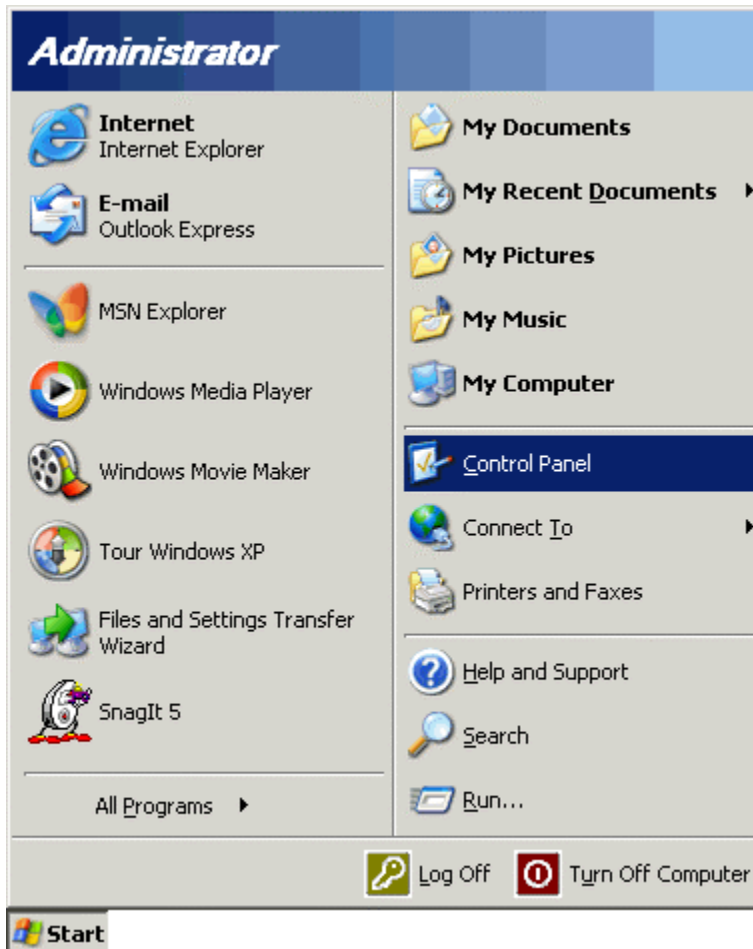 Administrator
Internet
Internet Explorer
E-mail
Outlook Express
MSN Explorer
Windows Media Player
Windows Movie Maker
Tour Windows XP
Files and Settings Transfer
Wizard
SnagIt 5
All Programs
My Documents
My Recent Documents
My Pictures
My Music
My Computer
Control Panel
Connect To
Printers and Faxes
Help and Support
Search
Run...
Log Off
Turn Off Computer
Start